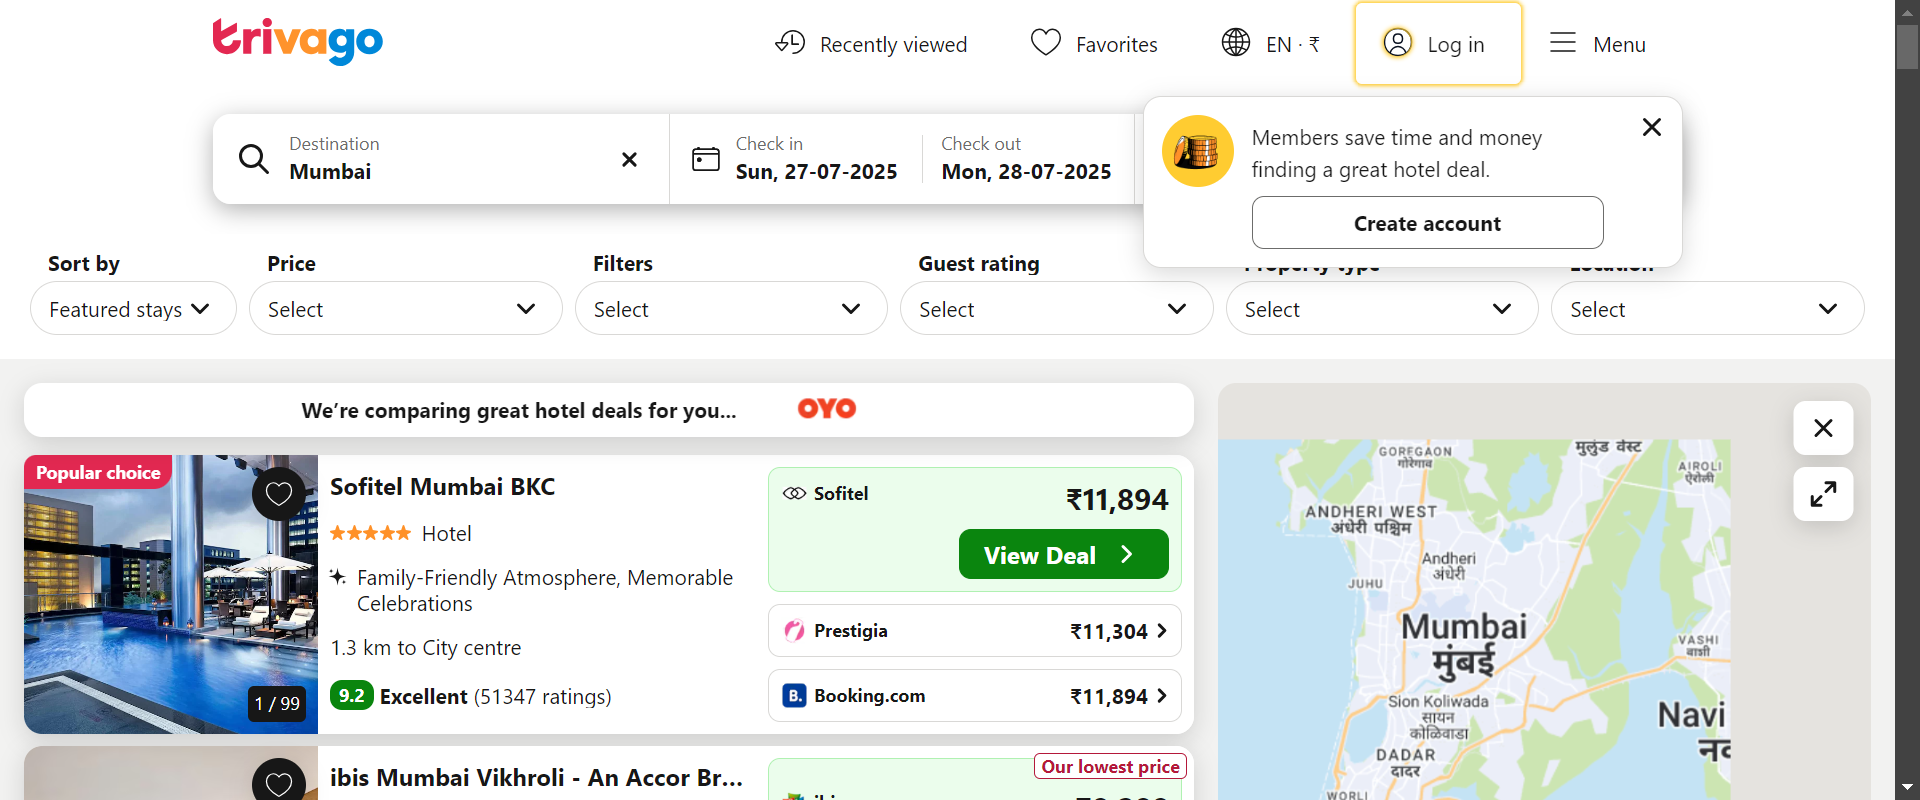 trivago
Recently viewed
Favorites
EN · ₹
Log in
Menu
Destination
Mumbai
Check in
Sun, 27-07-2025
Check out
Mon, 28-07-2025
Members save time and money
finding a great hotel deal.
Create account
Sort by
Price
Filters
Guest rating
Property type
Location
Featured stays
Select
Select
Select
Select
Select
We’re comparing great hotel deals for you...
OYO
Popular choice
1 / 99
Sofitel Mumbai BKC
Hotel
Family-Friendly Atmosphere, Memorable
Celebrations
1.3 km to City centre
9.2 Excellent (51347 ratings)
Sofitel
₹11,894
View Deal
Prestigia
₹11,304
B. Booking.com
₹11,894
ibis Mumbai Vikhroli - An Accor Br...
Our lowest price
GOREGAON
गोरेगाव
मुलुंड वेस्ट
AIROLI
ऐरोली
ANDHERI WEST
अंधेरी पश्चिम
Andheri
अंधेरी
JUHU
Mumbai
मुंबई
VASHI
वाशी
Sion Koliwada
सायन
कोळिवाडा
Navi
DADAR
दादर
WORLI